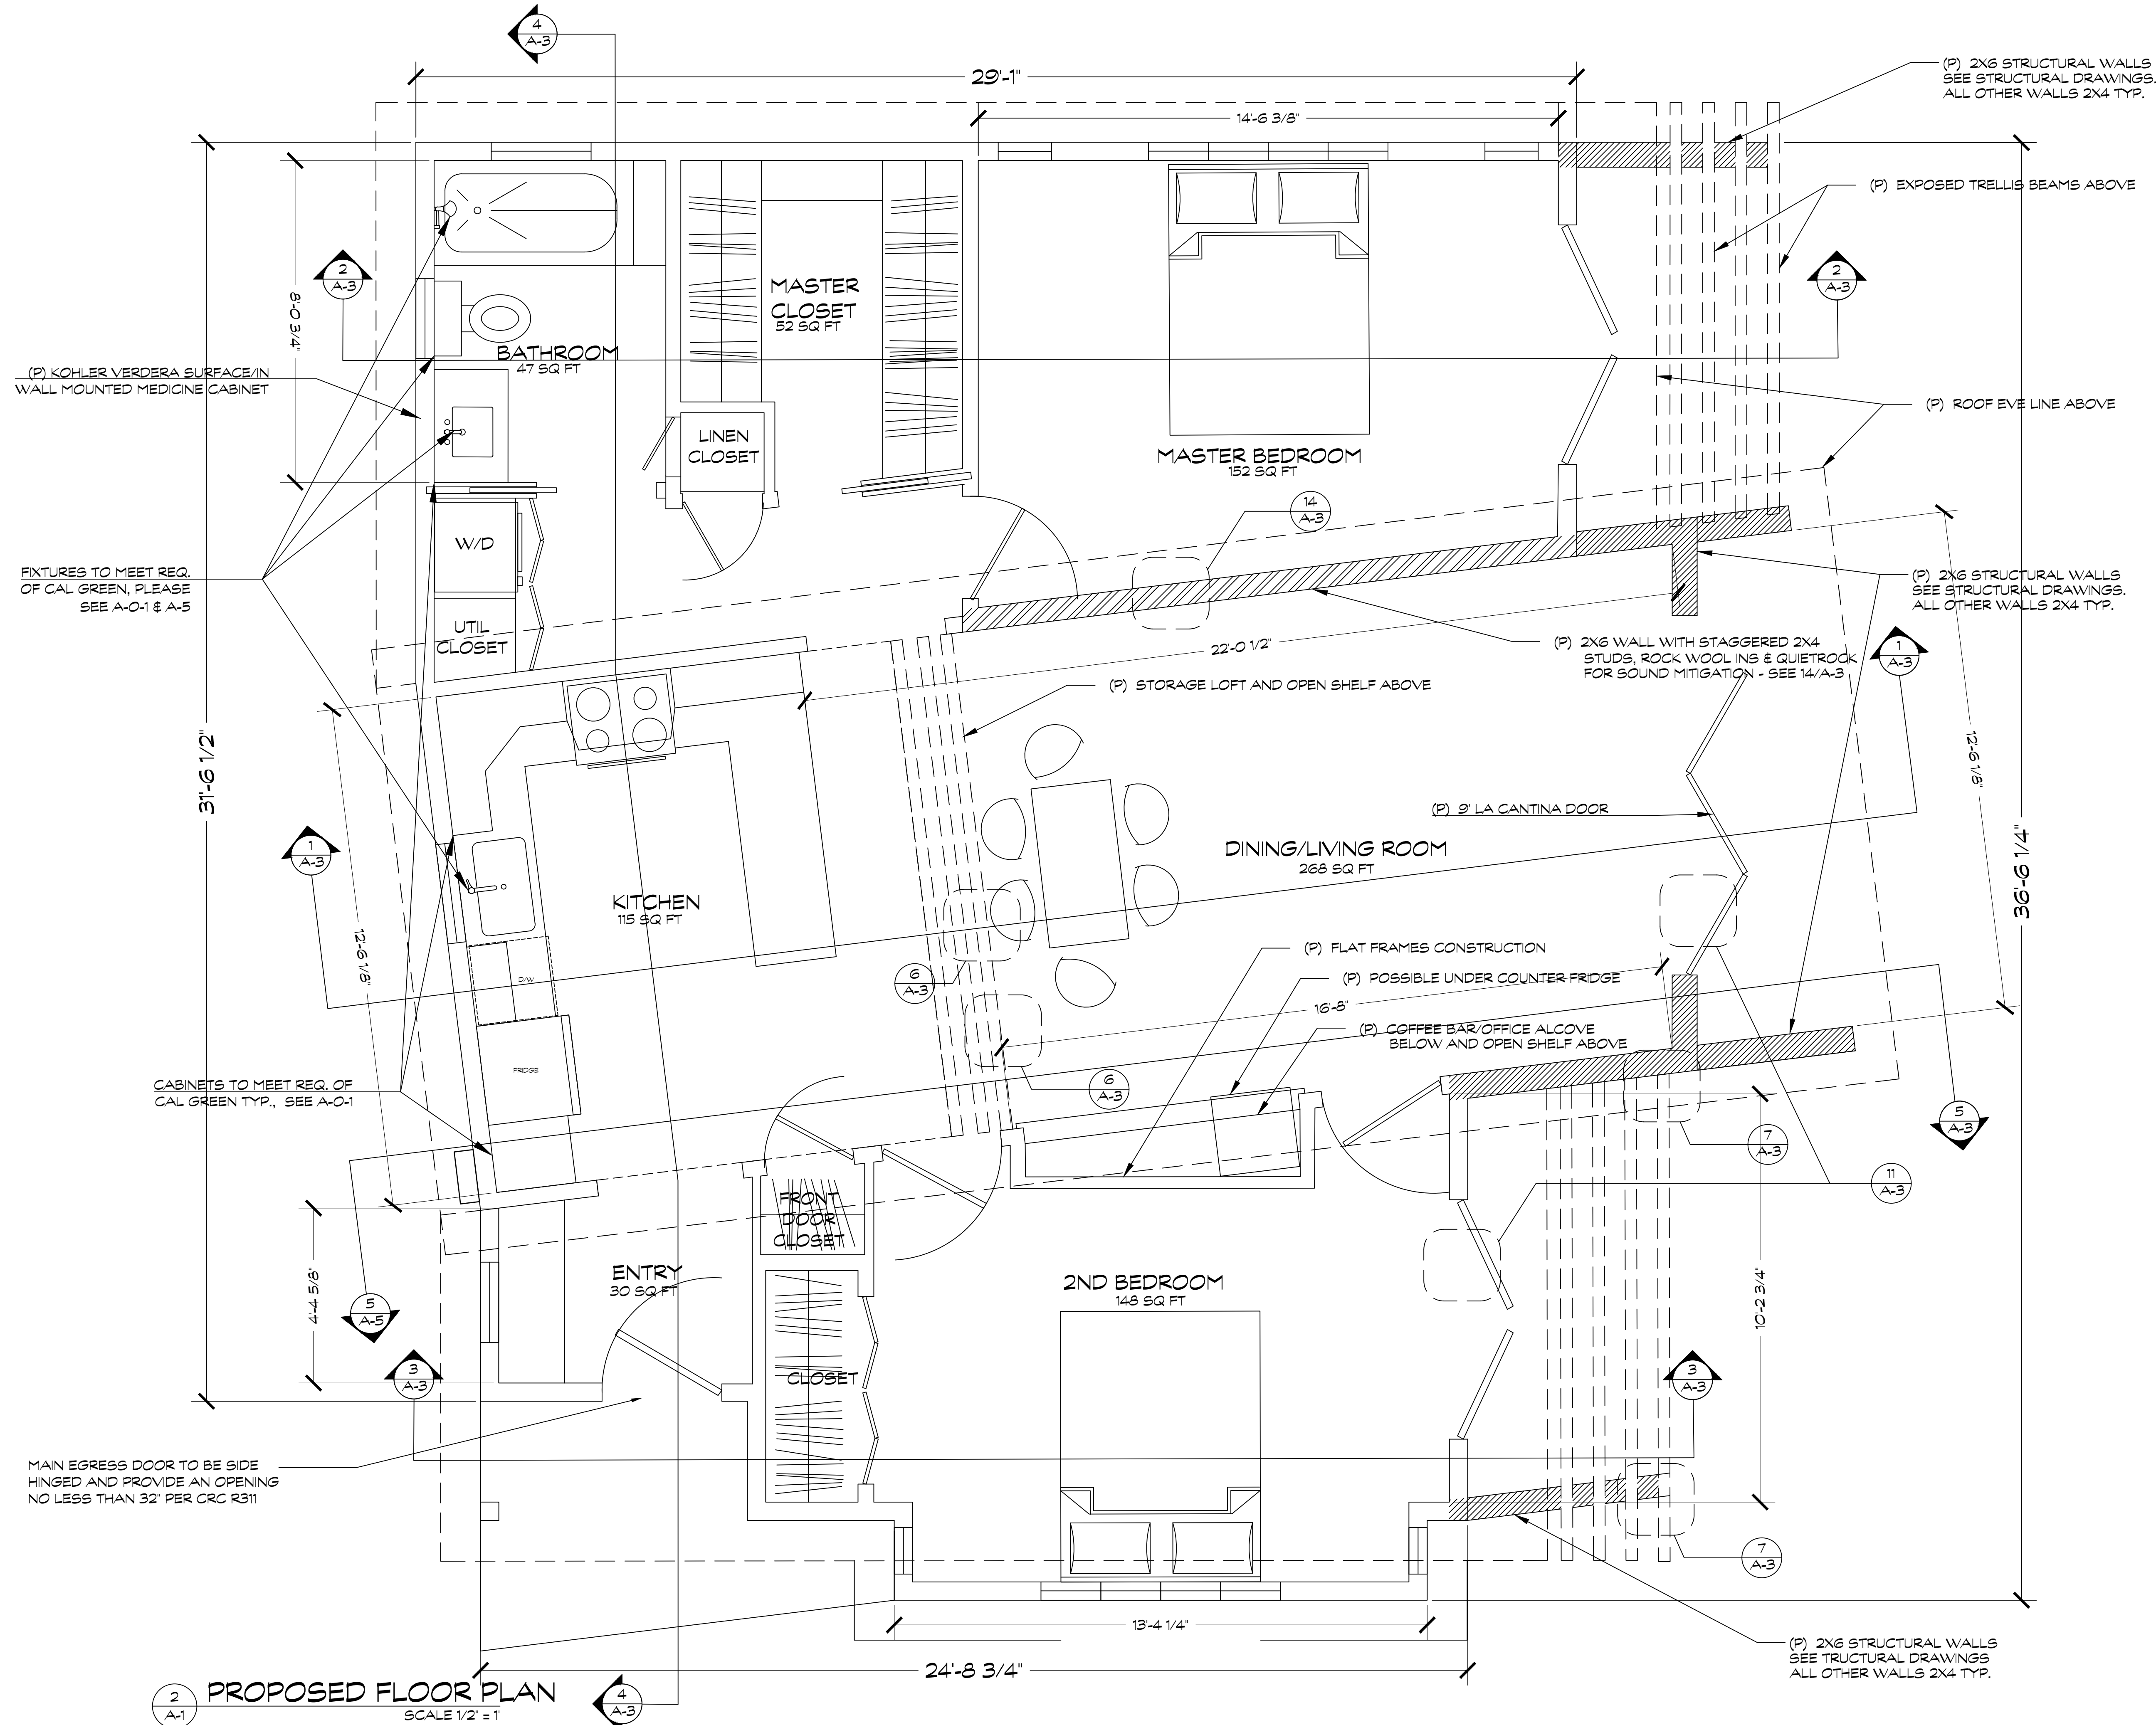 4
A-3
29'-1"
(P) 2X6 STRUCTURAL WALLS
SEE STRUCTURAL DRAWINGS.
ALL OTHER WALLS 2X4 TYP.
14'-6 3/8"
(P) EXPOSED TRELLIS BEAMS ABOVE
8'-0 3/4"
2
A-3
MASTER
CLOSET
52 SQ FT
2
A-3
BATHROOM
47 SQ FT
(P) KOHLER VERDERA SURFACE/IN
WALL MOUNTED MEDICINE CABINET
(P) ROOF EVE LINE ABOVE
LINEN
CLOSET
MASTER BEDROOM
152 SQ FT
14
A-3
W/D
FIXTURES TO MEET REQ.
OF CAL GREEN, PLEASE
SEE A-0-1 & A-5
(P) 2X6 STRUCTURAL WALLS
SEE STRUCTURAL DRAWINGS.
ALL OTHER WALLS 2X4 TYP.
UTIL
CLOSET
22'-0 1/2"
(P) 2X6 WALL WITH STAGGERED 2X4
STUDS, ROCK WOOL INS & QUIETROCK
FOR SOUND MITIGATION - SEE 14/A-3
1
A-3
(P) STORAGE LOFT AND OPEN SHELF ABOVE
31'-6 1/2"
12'-6 1/8"
(P) 9' LA CANTINA DOOR
1
A-3
DINING/LIVING ROOM
268 SQ FT
36'-6 1/4"
KITCHEN
115 SQ FT
12'-6 1/8"
(P) FLAT FRAMES CONSTRUCTION
D/W
6
A-3
(P) POSSIBLE UNDER COUNTER FRIDGE
16'-8"
(P) COFFEE BAR/OFFICE ALCOVE
BELOW AND OPEN SHELF ABOVE
FRIDGE
CABINETS TO MEET REQ. OF
CAL GREEN TYP., SEE A-0-1
6
A-3
5
A-3
7
A-3
11
A-3
FRONT
DOOR
CLOSET
ENTRY
30 SQ FT
2ND BEDROOM
148 SQ FT
4'-4 5/8"
10'-2 3/4"
5
A-5
3
A-3
CLOSET
3
A-3
MAIN EGRESS DOOR TO BE SIDE
HINGED AND PROVIDE AN OPENING
NO LESS THAN 32" PER CRC R311
7
A-3
13'-4 1/4"
(P) 2X6 STRUCTURAL WALLS
SEE TRUCTURAL DRAWINGS
ALL OTHER WALLS 2X4 TYP.
24'-8 3/4"
2
A-1
PROPOSED FLOOR PLAN
SCALE 1/2" = 1'
4
A-3